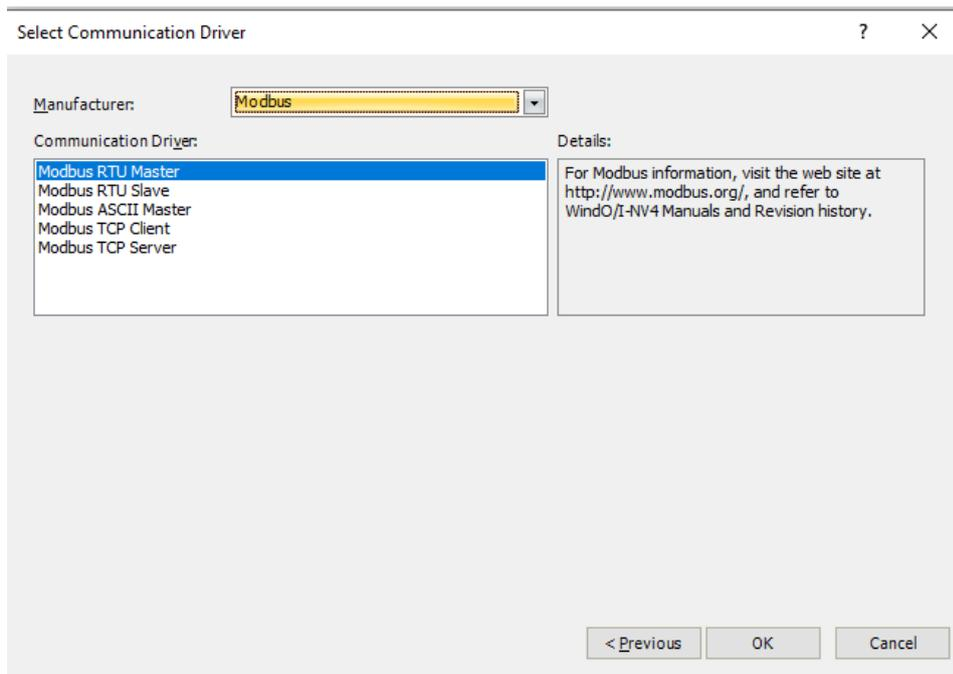 Select Communication Driver
?
Manufacturer:
Modbus
Communication Driver:
Details:
Modbus RTU Master
Modbus RTU Slave
Modbus ASCII Master
Modbus TCP Client
Modbus TCP Server
For Modbus information, visit the web site at
http://www.modbus.org/, and refer to
WindO/I-NV4 Manuals and Revision history.
< Previous
OK
Cancel